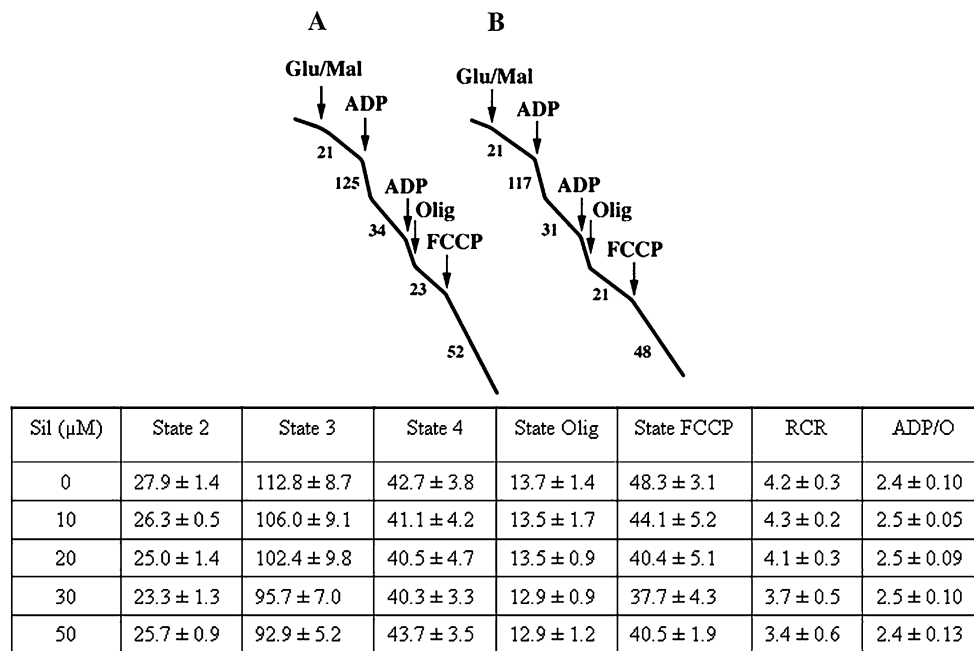 A B
Glu/Mal
Glu/Mal
ADP
ADP
21
21
125
117
ADP
ADP
Olig
Olig
34
31
FCCP
FCCP
23
21
52
48
Sil (µM) State 2 State 3 State 4 State Olig State FCCP RCR ADP/O
0 27.9 ± 1.4 112.8 ± 8.7 42.7 ± 3.8 13.7 ± 1.4 48.3 ± 3.1 4.2 ± 0.3 2.4 ± 0.10
10 26.3 ± 0.5 106.0 ± 9.1 41.1 ± 4.2 13.5 ± 1.7 44.1 ± 5.2 4.3 ± 0.2 2.5 ± 0.05
20 25.0 ± 1.4 102.4 ± 9.8 40.5 ± 4.7 13.5 ± 0.9 40.4 ± 5.1 4.1 ± 0.3 2.5 ± 0.09
30 23.3 ± 1.3 95.7 ± 7.0 40.3 ± 3.3 12.9 ± 0.9 37.7 ± 4.3 3.7 ± 0.5 2.5 ± 0.10
50 25.7 ± 0.9 92.9 ± 5.2 43.7 ± 3.5 12.9 ± 1.2 40.5 ± 1.9 3.4 ± 0.6 2.4 ± 0.13